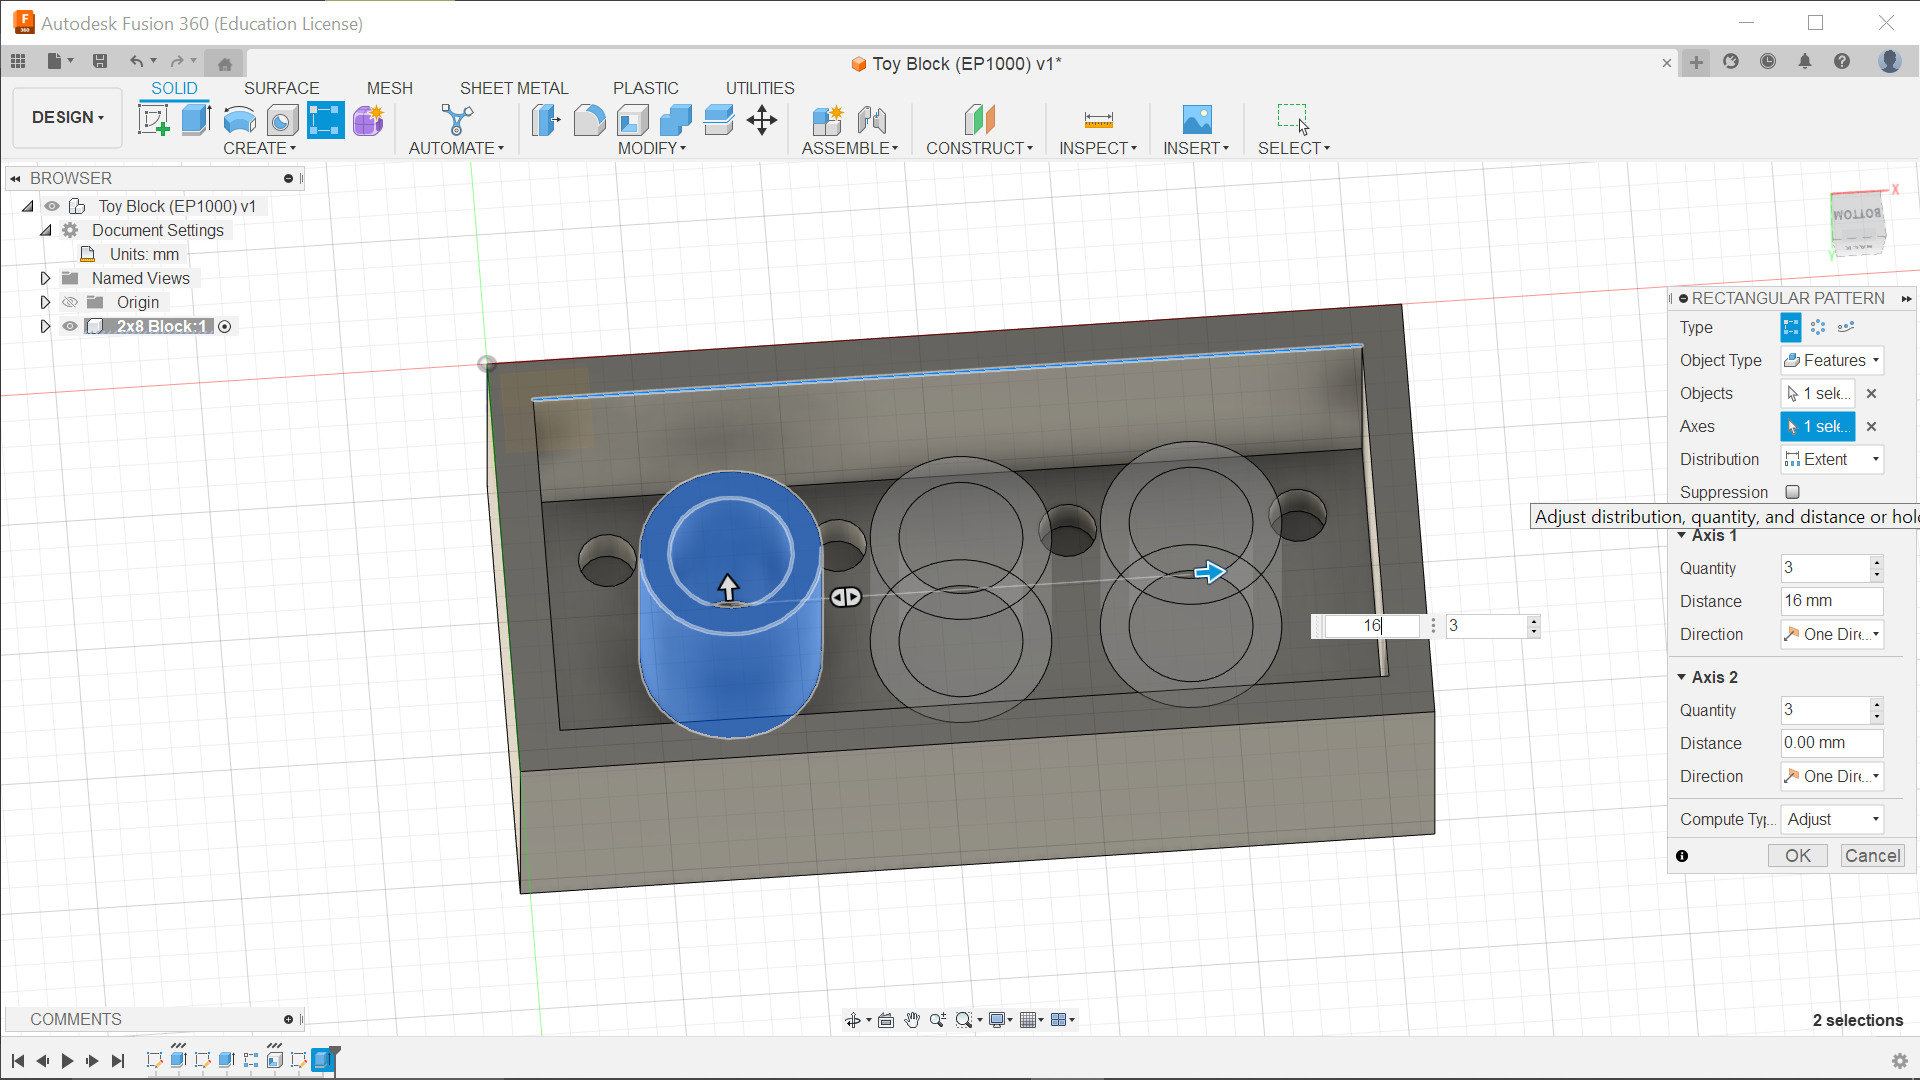 Autodesk Fusion 360 (Education License)
Toy Block (EP1000) v1*
DESIGN
SOLID SURFACE MESH SHEET METAL PLASTIC UTILITIES
CREATE AUTOMATE MODIFY ASSEMBLE CONSTRUCT INSPECT INSERT SELECT
BROWSER
Toy Block (EP1000) v1
Document Settings
Units: mm
Named Views
Origin
2x8 Block:1
X
BOTTOM
BACK
Y
RECTANGULAR PATTERN
Type
Object Type Features
Objects 1 sele...
Axes 1 sele...
Distribution Extent
Suppression
Adjust distribution, quantity, and distance or hol
Axis 1
Quantity 3
Distance 16 mm
Direction One Dire...
16 3
Axis 2
Quantity 3
Distance 0.00 mm
Direction One Dire...
Compute Typ... Adjust
OK Cancel
COMMENTS
2 selections